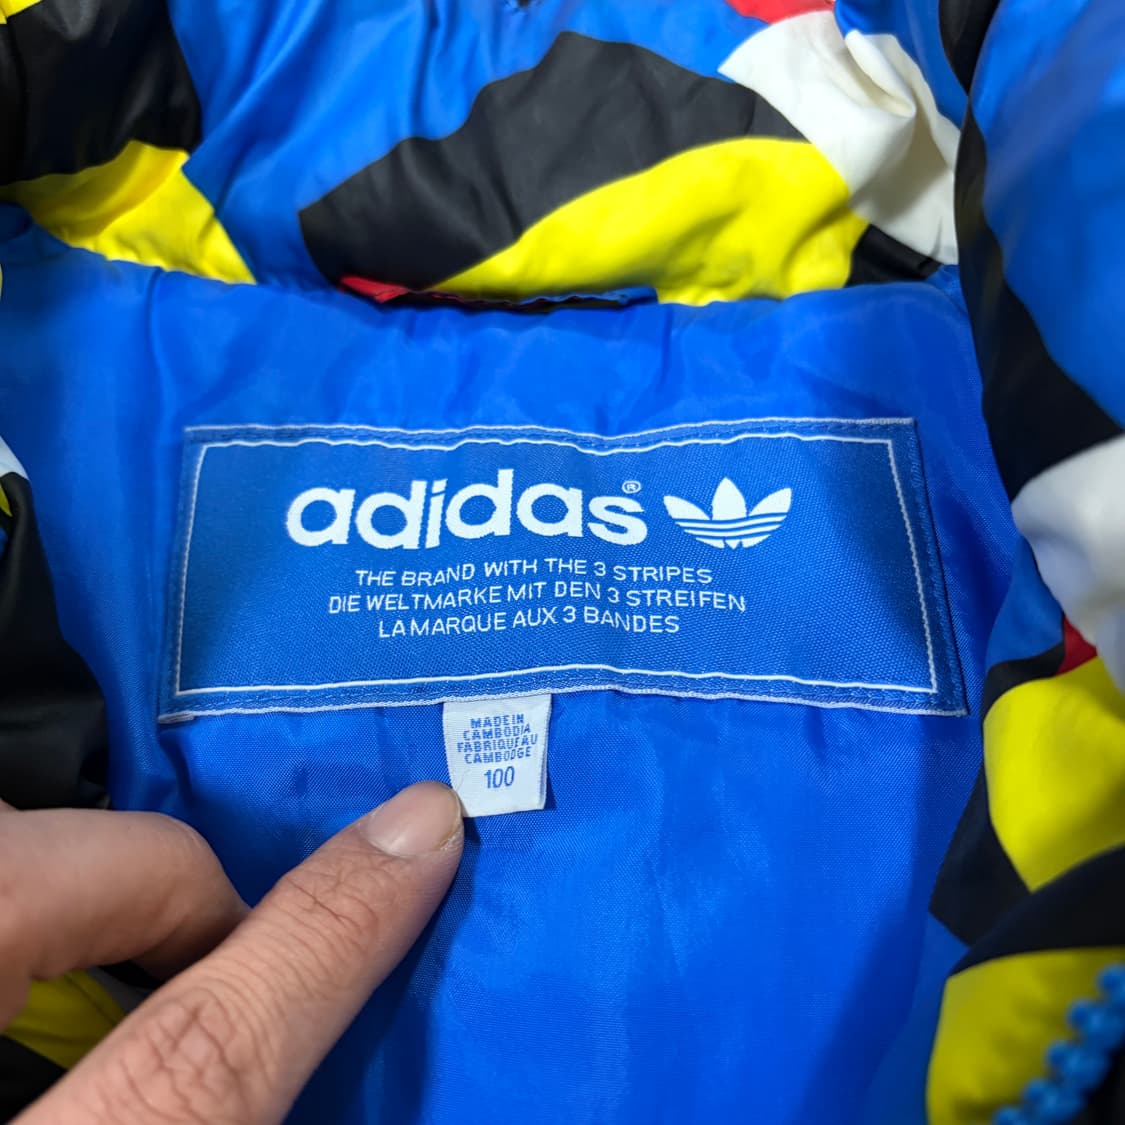 adidas®
THE BRAND WITH THE 3 STRIPES
DIE WELTMARKE MIT DEN 3 STREIFEN
LA MARQUE AUX 3 BANDES
MADE IN
CAMBODIA
FABRIQUE AU
CAMBODGE
100